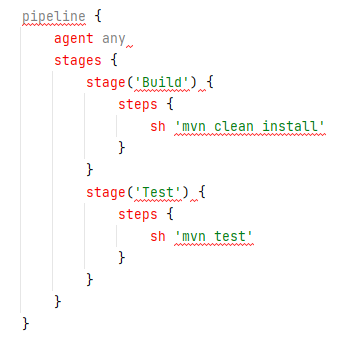 pipeline {
    agent any
    stages {
        stage('Build') {
            steps {
                sh 'mvn clean install'
            }
        }
        stage('Test') {
            steps {
                sh 'mvn test'
            }
        }
    }
}